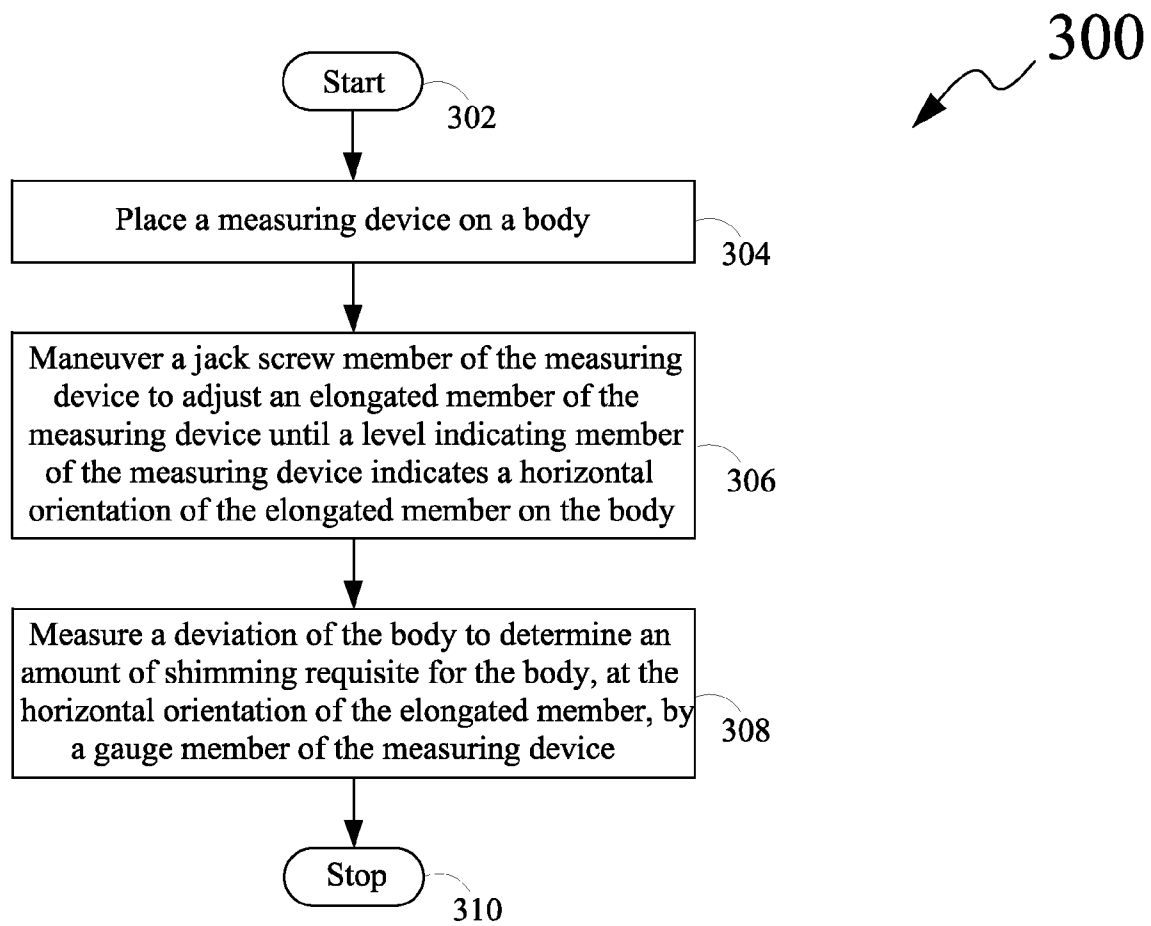 300
Start
302
Place a measuring device on a body
304
Maneuver a jack screw member of the measuring
device to adjust an elongated member of the
measuring device until a level indicating member
of the measuring device indicates a horizontal
orientation of the elongated member on the body
306
Measure a deviation of the body to determine an
amount of shimming requisite for the body, at the
horizontal orientation of the elongated member, by
a gauge member of the measuring device
308
Stop
310